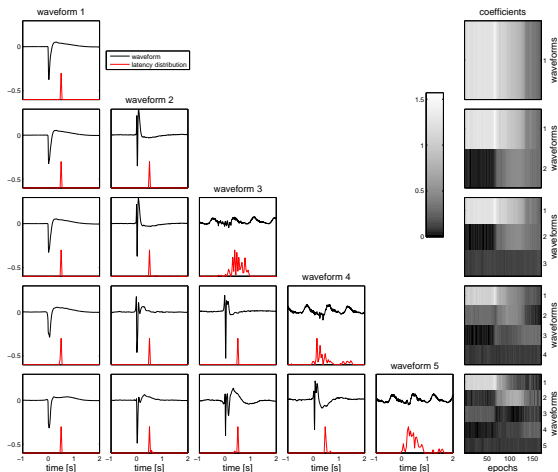 waveform 1
coefficients
0
−0.5
waveform
latency distribution
1
waveforms
waveform 2
1.5
1
0.5
0
0
−0.5
1
2
waveforms
waveform 3
0
−0.5
1
2
3
waveforms
waveform 4
0
−0.5
1
2
3
4
waveforms
waveform 5
0
−0.5
1
2
3
4
5
waveforms
−1 0 1 2
−1 0 1 2
−1 0 1 2
−1 0 1 2
−1 0 1 2
50 100 150
time [s]
time [s]
time [s]
time [s]
time [s]
epochs